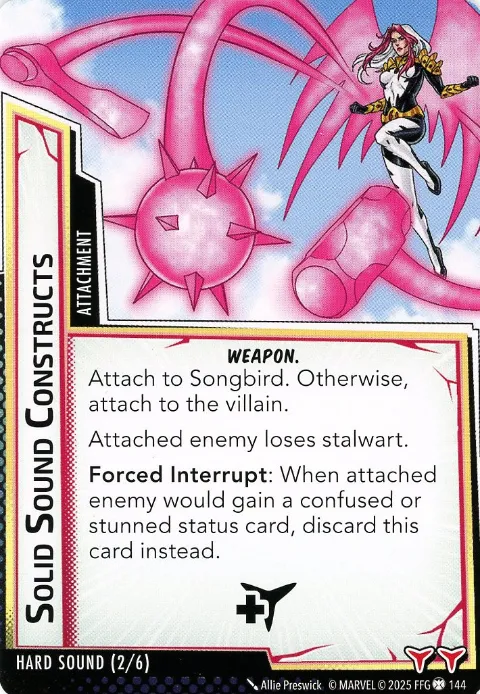 SOLID SOUND CONSTRUCTS
ATTACHMENT
WEAPON.
Attach to Songbird. Otherwise,
attach to the villain.
Attached enemy loses stalwart.
Forced Interrupt: When attached
enemy would gain a confused or
stunned status card, discard this
card instead.
HARD SOUND (2/6)
Allie Preswick © MARVEL © 2025 FFG 144